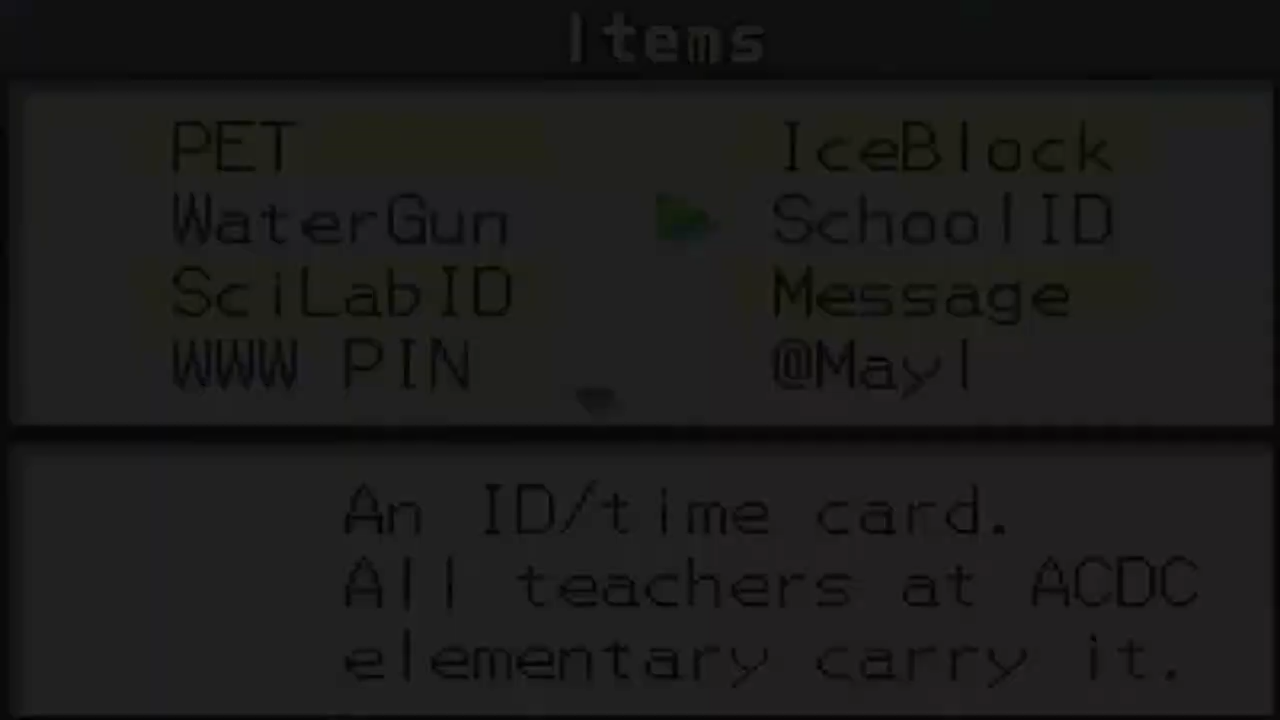 Items
PET IceBlock
WaterGun SchoolID
SciLabID Message
WWW PIN @Mayl
An ID/time card.
All teachers at ACDC
elementary carry it.